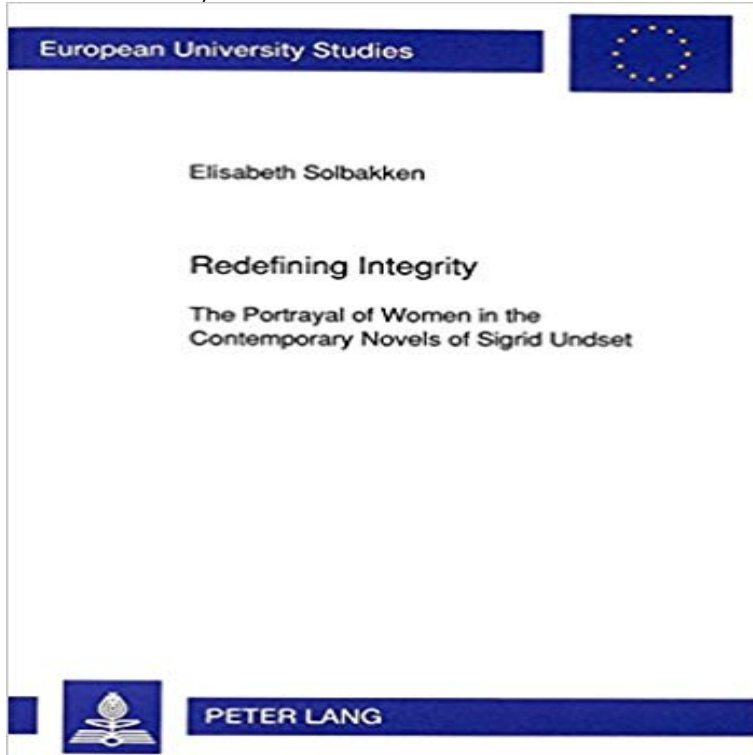 European University Studies
Elisabeth Solbakken
Redefining Integrity
The Portrayal of Women in the
Contemporary Novels of Sigrid Undset
PETER LANG